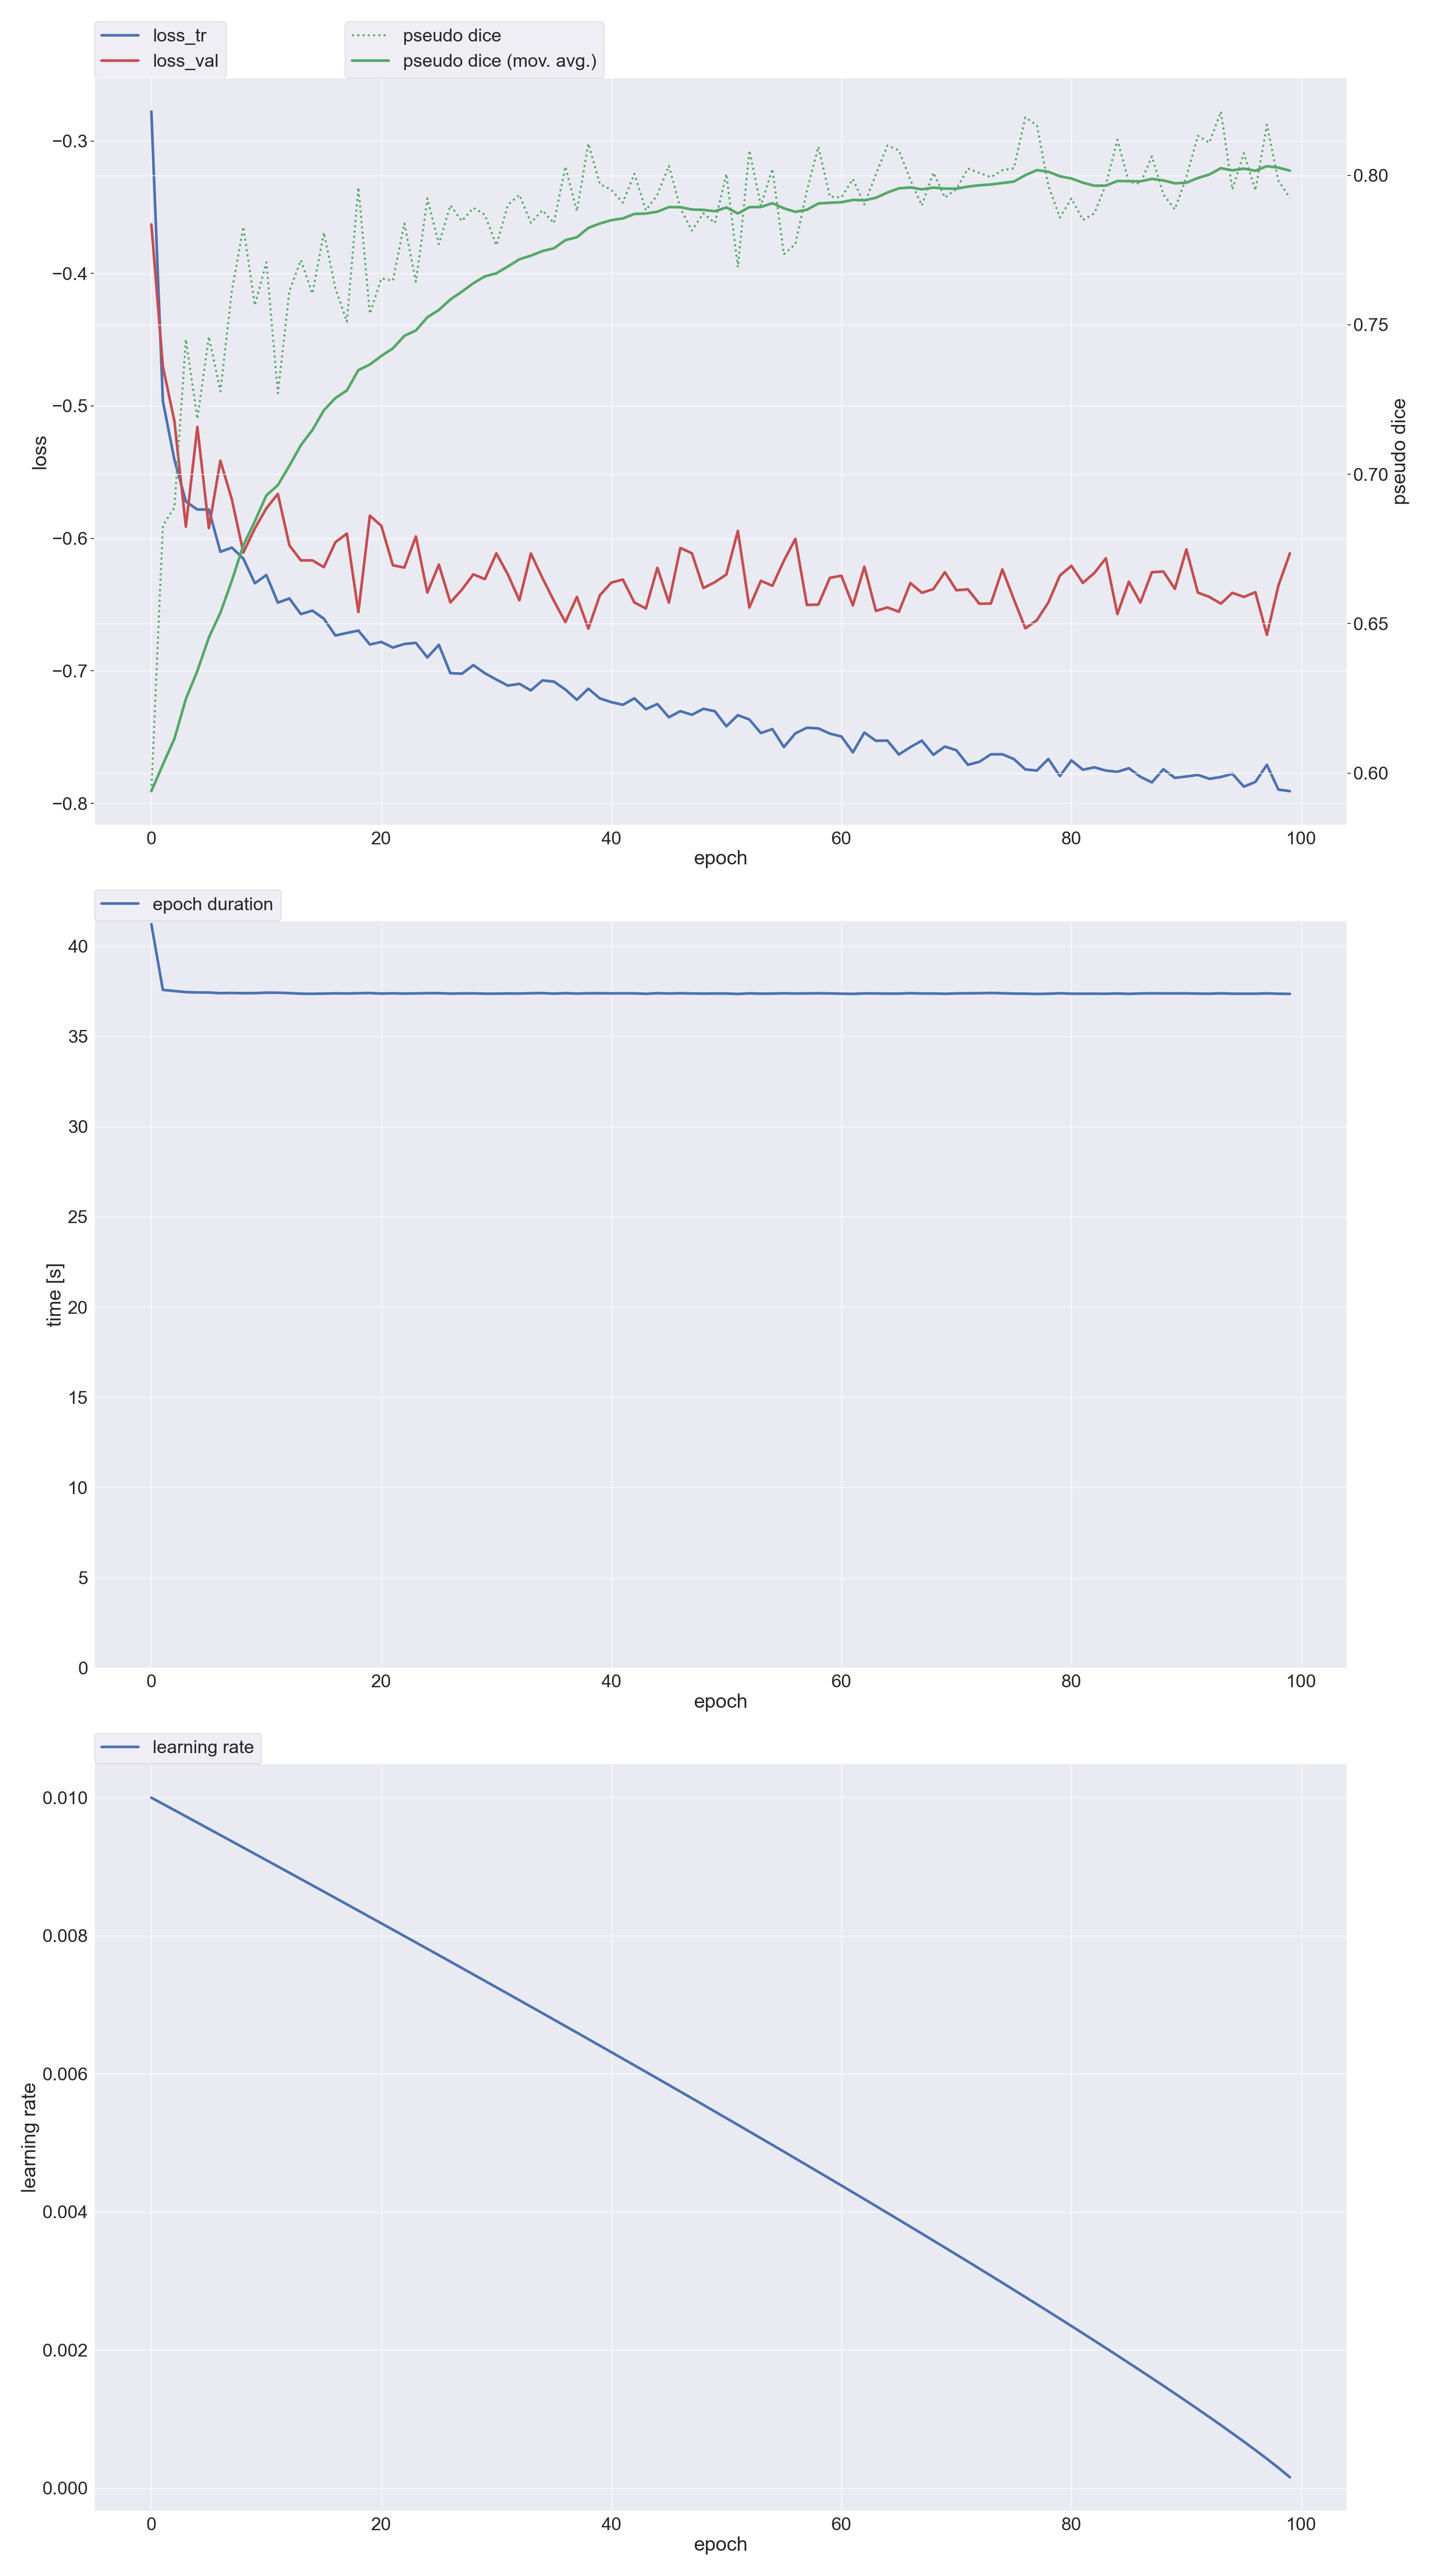 loss_tr
loss_val
pseudo dice
pseudo dice (mov. avg.)
−0.3
−0.4
−0.5
−0.6
−0.7
−0.8
loss
0.80
0.75
0.70
0.65
0.60
pseudo dice
0 20 40 60 80 100
epoch
epoch duration
40
35
30
25
20
15
10
5
0
time [s]
0 20 40 60 80 100
epoch
learning rate
0.010
0.008
0.006
0.004
0.002
0.000
learning rate
0 20 40 60 80 100
epoch